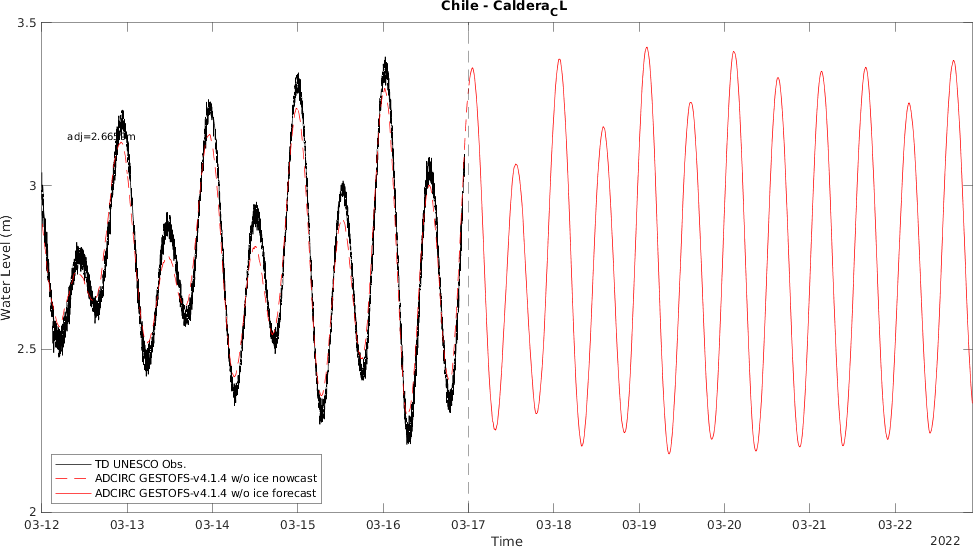 Chile - Caldera_CL
3.5
adj=2.665
3
Water Level (m)
2.5
TD UNESCO Obs.
ADCIRC GESTOFS-v4.1.4 w/o ice nowcast
ADCIRC GESTOFS-v4.1.4 w/o ice forecast
2
03-12 03-13 03-14 03-15 03-16 03-17 03-18 03-19 03-20 03-21 03-22
Time
2022